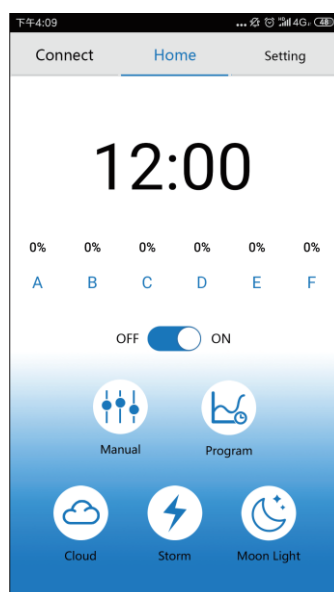 下午4:09 ... 4G 48
Connect Home Setting
12:00
0% 0% 0% 0% 0% 0%
A B C D E F
OFF ON
Manual Program
Cloud Storm Moon Light